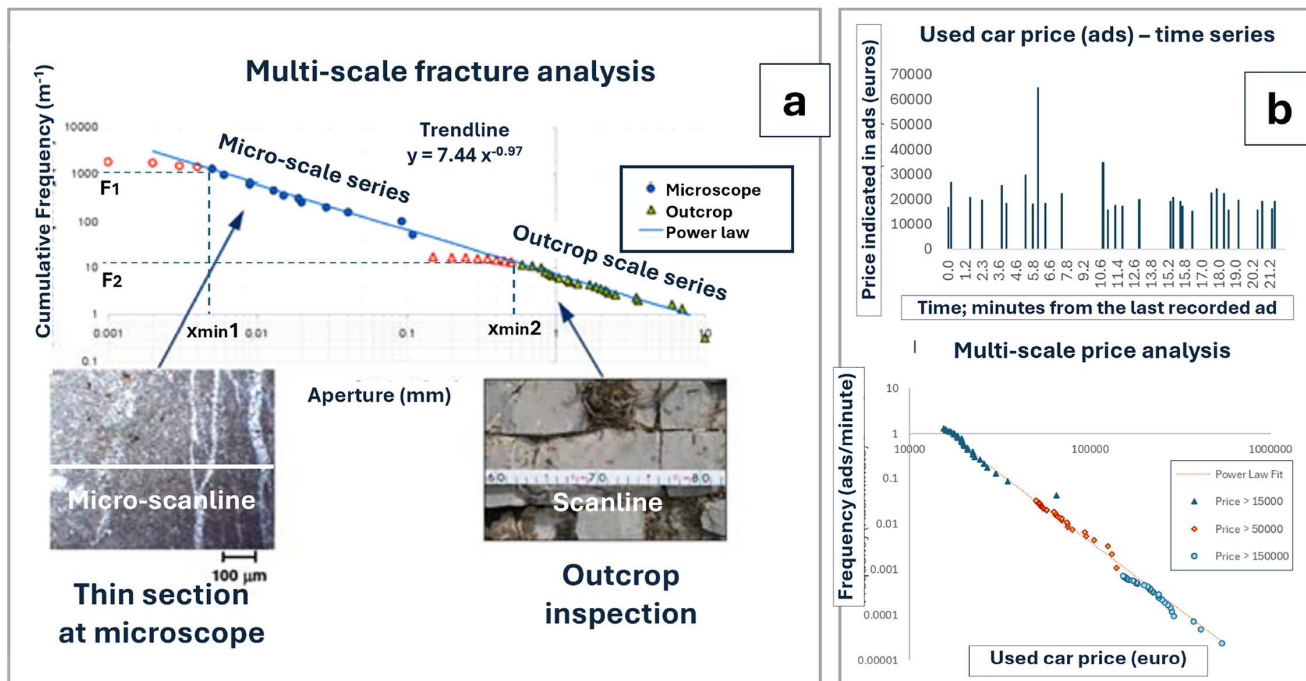 Multi-scale fracture analysis
a
Cumulative Frequency (m⁻¹)
10000
1000
100
10
1
0.1
F1
F2
Trendline
y = 7.44 x⁻⁰·⁹⁷
Micro-scale series
Outcrop scale series
Microscope
Outcrop
Power law
0.001
xmin1
0.01
0.1
xmin2
1
10
Aperture (mm)
Micro-scanline
100 µm
Thin section
at microscope
60
70
80
Scanline
Outcrop
inspection
Used car price (ads) – time series
b
Price indicated in ads (euros)
70000
60000
50000
40000
30000
20000
10000
0
0.0
1.2
2.3
3.6
4.6
5.8
6.6
7.8
9.2
10.6
11.4
12.6
13.8
15.2
15.8
18.0
19.0
20.2
21.2
Time; minutes from the last recorded ad
Multi-scale price analysis
Frequency (ads/minute)
10
1
0.1
0.01
0.001
0.0001
0.00001
10000
100000
1000000
Power Law Fit
Price > 15000
Price > 50000
Price > 150000
Used car price (euro)